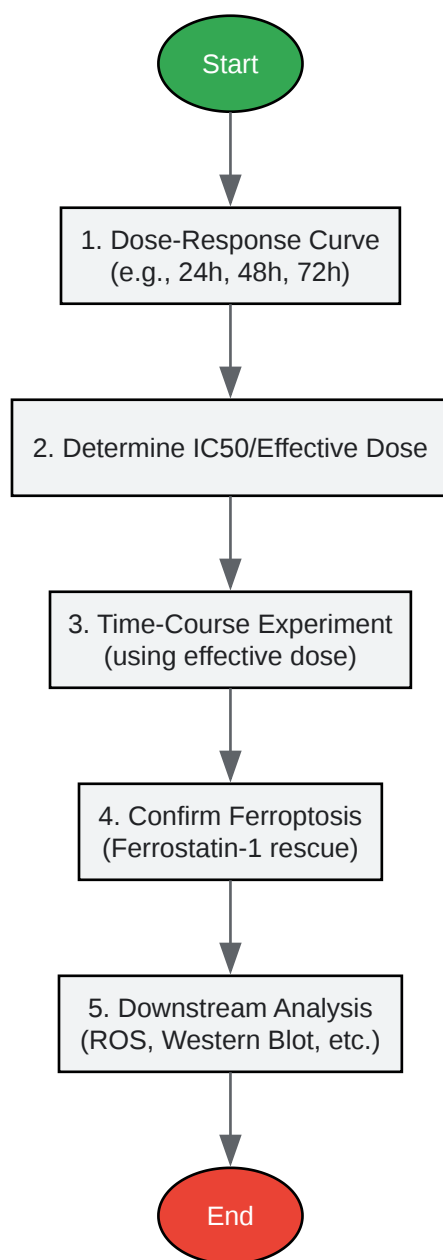 Start
1. Dose-Response Curve
(e.g., 24h, 48h, 72h)
2. Determine IC50/Effective Dose
3. Time-Course Experiment
(using effective dose)
4. Confirm Ferroptosis
(Ferrostatin-1 rescue)
5. Downstream Analysis
(ROS, Western Blot, etc.)
End